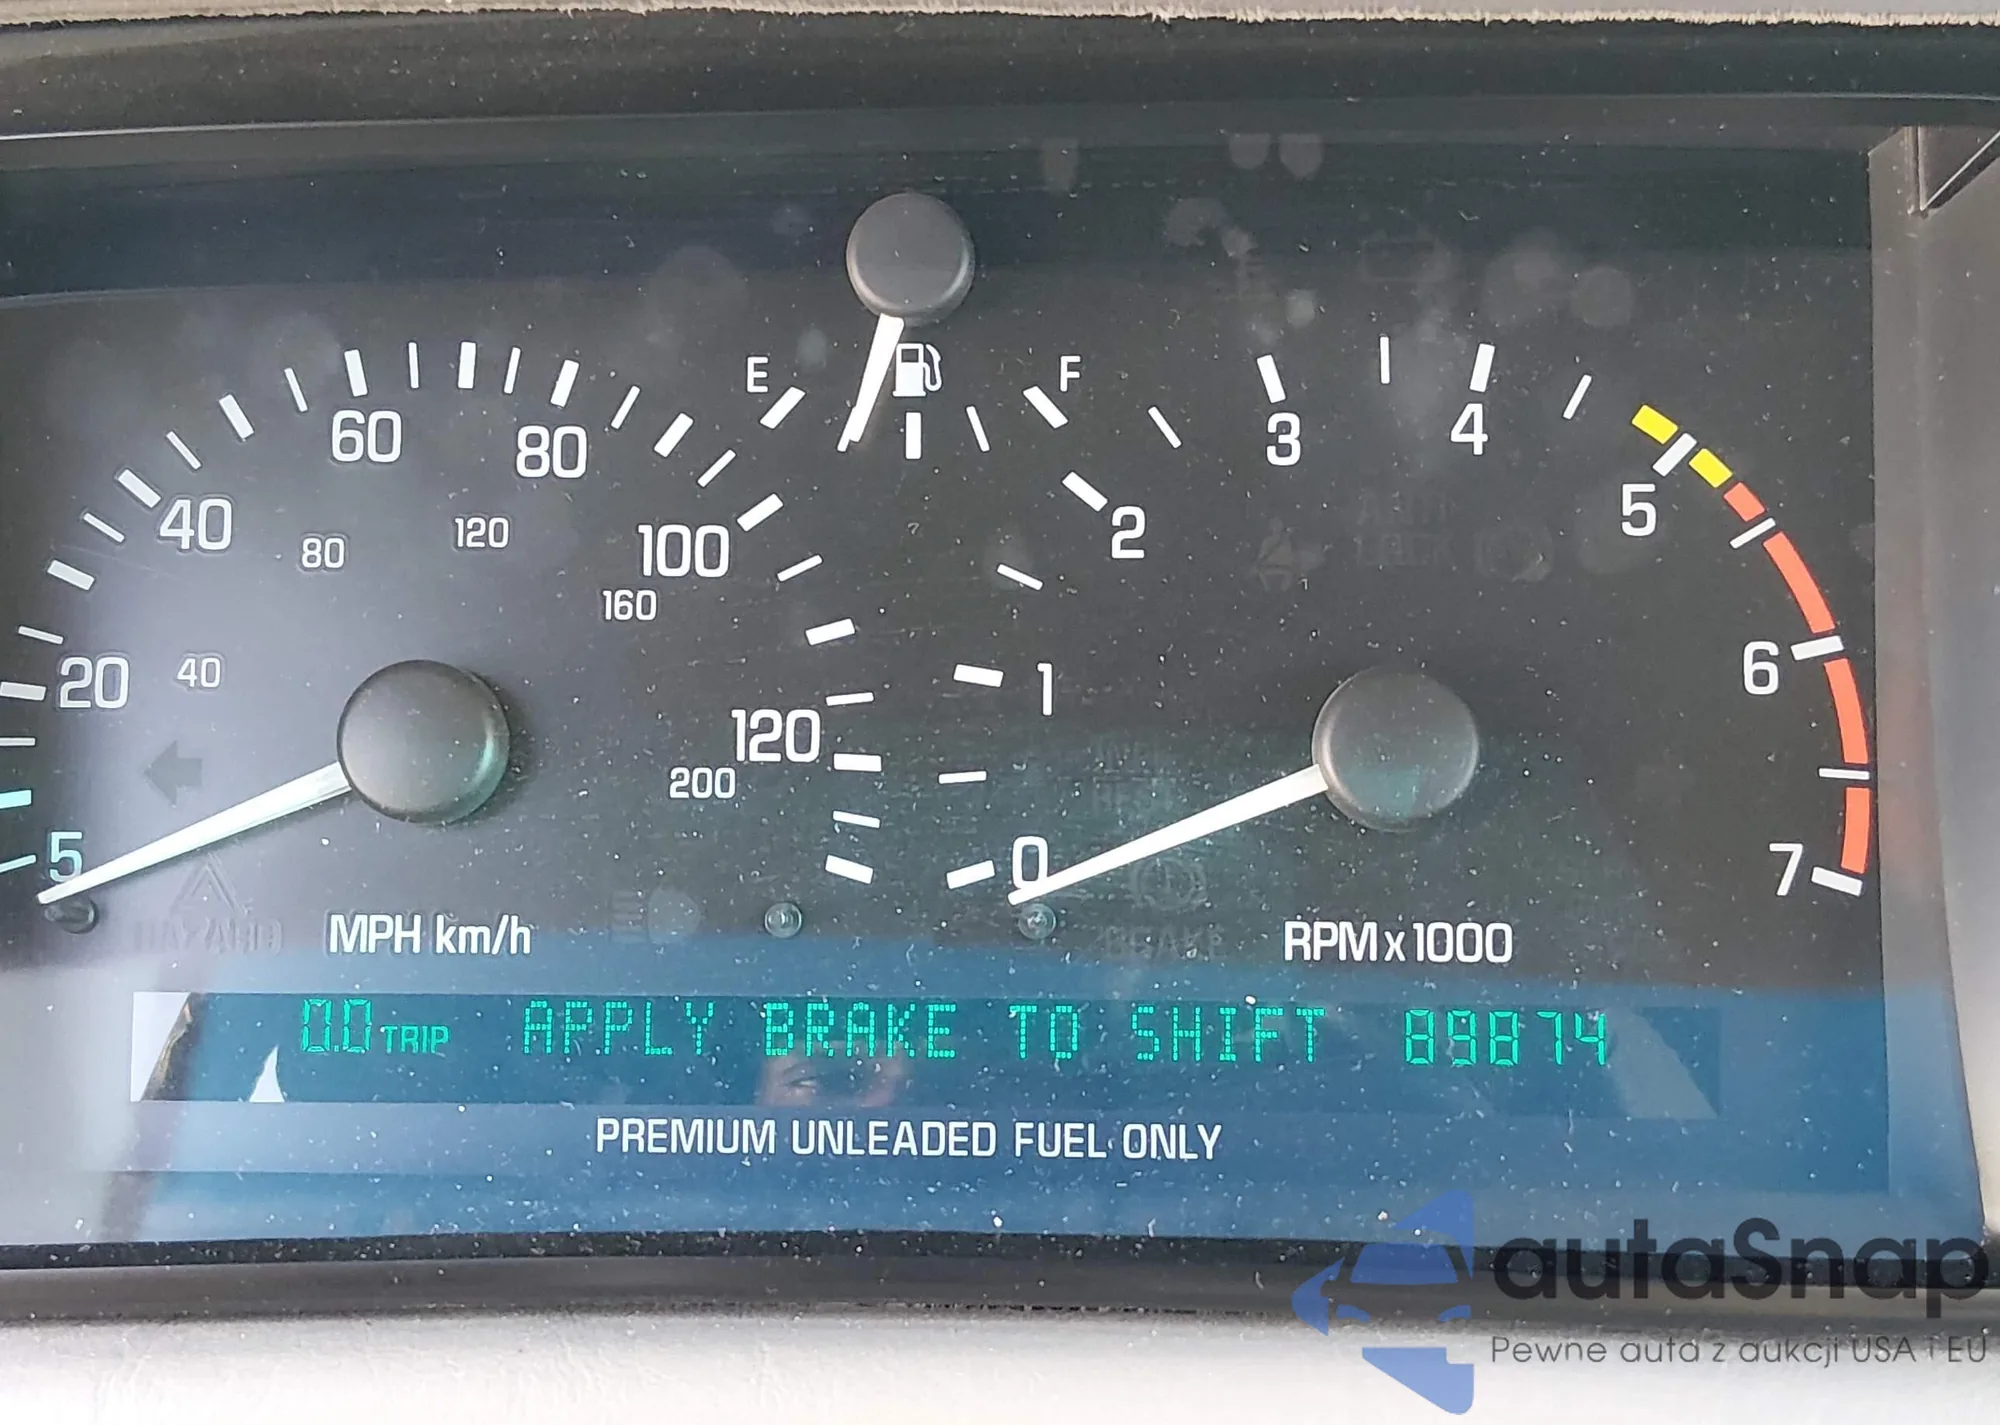 E F
60 80
40 80 120 100
160
3 4
2 5
20 40
1 6
120
200
5 0 7
HAZARD
MPH km/h
BRAKE
RPM x 1000
0.0 TRIP APPLY BRAKE TO SHIFT 89874
PREMIUM UNLEADED FUEL ONLY
autaSnap
Pewne auta z aukcji USA i EU